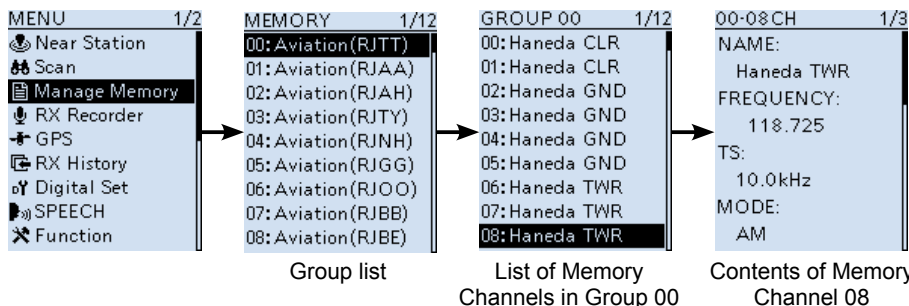 MENU 1/2
Near Station
Scan
Manage Memory
RX Recorder
GPS
RX History
Digital Set
SPEECH
Function
MEMORY 1/12
00:Aviation(RJTT)
01:Aviation(RJAA)
02:Aviation(RJAH)
03:Aviation(RJTY)
04:Aviation(RJNH)
05:Aviation(RJGG)
06:Aviation(RJOO)
07:Aviation(RJBB)
08:Aviation(RJBE)
Group list
GROUP 00 1/12
00:Haneda CLR
01:Haneda CLR
02:Haneda GND
03:Haneda GND
04:Haneda GND
05:Haneda GND
06:Haneda TWR
07:Haneda TWR
08:Haneda TWR
List of Memory
Channels in Group 00
00-08CH 1/3
NAME:
Haneda TWR
FREQUENCY:
118.725
TS:
10.0kHz
MODE:
AM
Contents of Memory
Channel 08